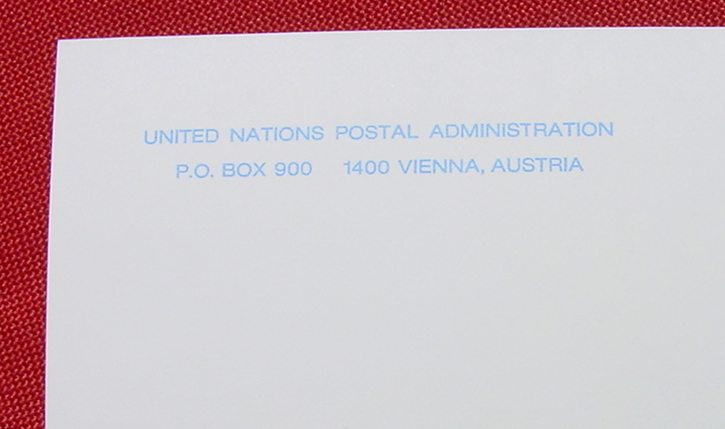 UNITED NATIONS POSTAL ADMINISTRATION
P.O. BOX 900 1400 VIENNA, AUSTRIA